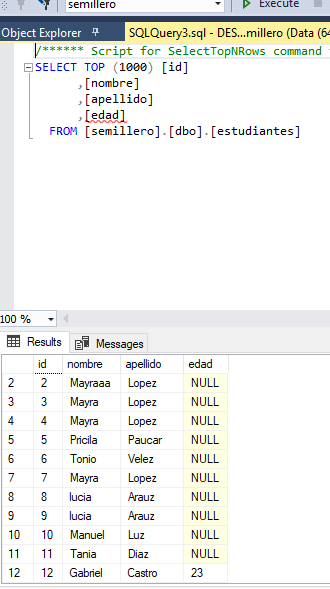 semillero
Execute
Object Explorer
SQLQuery3.sql - DES...millero (Data (64
/****** Script for SelectTopNRows command
SELECT TOP (1000) [id]
,[nombre]
,[apellido]
,[edad]
FROM [semillero].[dbo].[estudiantes]
100 %
Results Messages
id nombre apellido edad
2 2 Mayraaa Lopez NULL
3 3 Mayra Lopez NULL
4 4 Mayra Lopez NULL
5 5 Pricila Paucar NULL
6 6 Tonio Velez NULL
7 7 Mayra Lopez NULL
8 8 lucia Arauz NULL
9 9 lucia Arauz NULL
10 10 Manuel Luz NULL
11 11 Tania Diaz NULL
12 12 Gabriel Castro 23